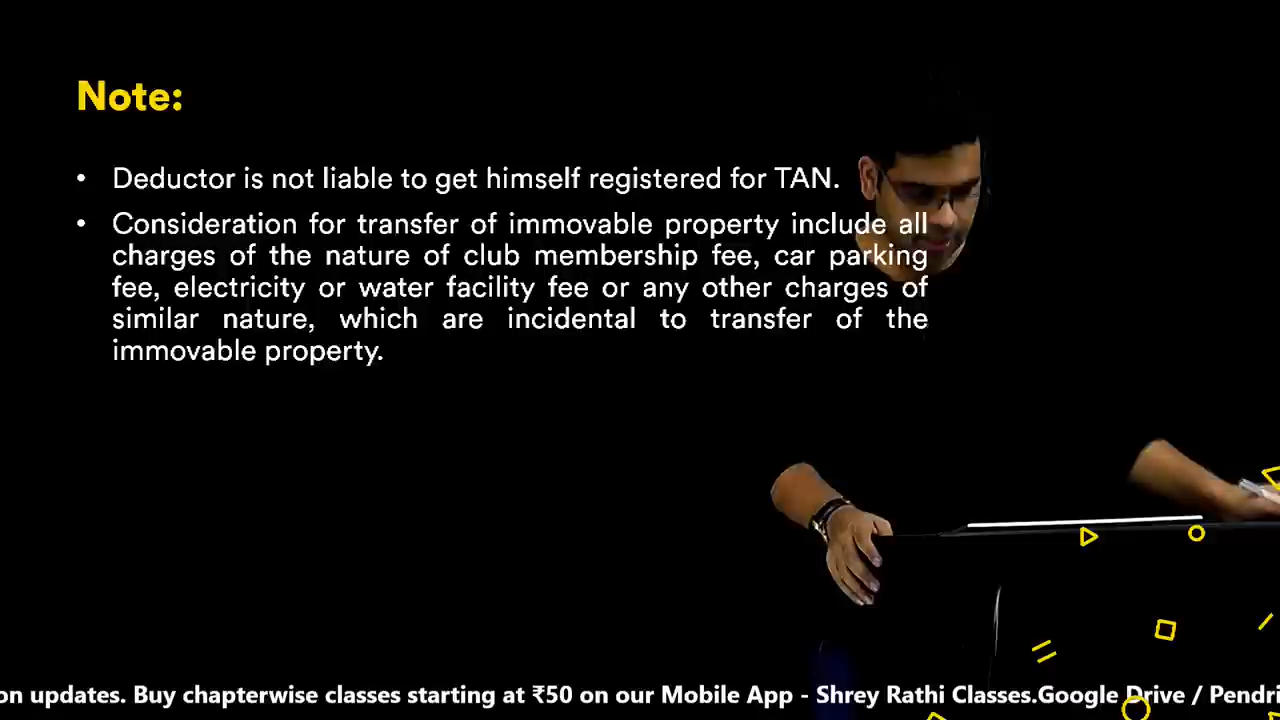 Note:
• Deductor is not liable to get himself registered for TAN.
• Consideration for transfer of immovable property include all
charges of the nature of club membership fee, car parking
fee, electricity or water facility fee or any other charges of
similar nature, which are incidental to transfer of the
immovable property.
on updates. Buy chapterwise classes starting at ₹50 on our Mobile App - Shrey Rathi Classes.Google Drive / Pendri